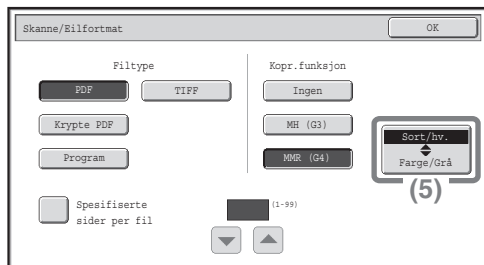 Skanne/Eilfortmat
OK
Filtype
Kopr.funksjon
PDF
TIFF
Ingen
Krypte PDF
MH (G3)
Sort/hv.
Farge/Grå
Program
MMR (G4)
(5)
Spesifiserte
sider per fil
(1-99)